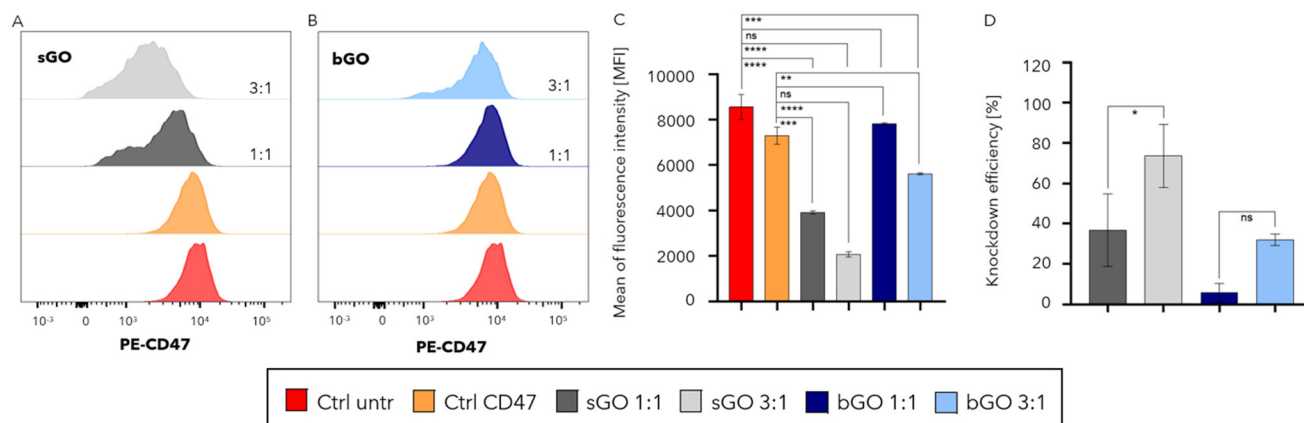 A
sGO
3:1
1:1
10-3
0
10³
10⁴
10⁵
PE-CD47
B
bGO
3:1
1:1
10-3
0
10³
10⁴
10⁵
PE-CD47
C
Mean of fluorescence intensity [MFI]
10000
8000
6000
4000
2000
0
***
ns
****
****
**
ns
****
***
D
Knockdown efficiency [%]
120
100
80
60
40
20
0
*
ns
Ctrl untr Ctrl CD47 sGO 1:1 sGO 3:1 bGO 1:1 bGO 3:1